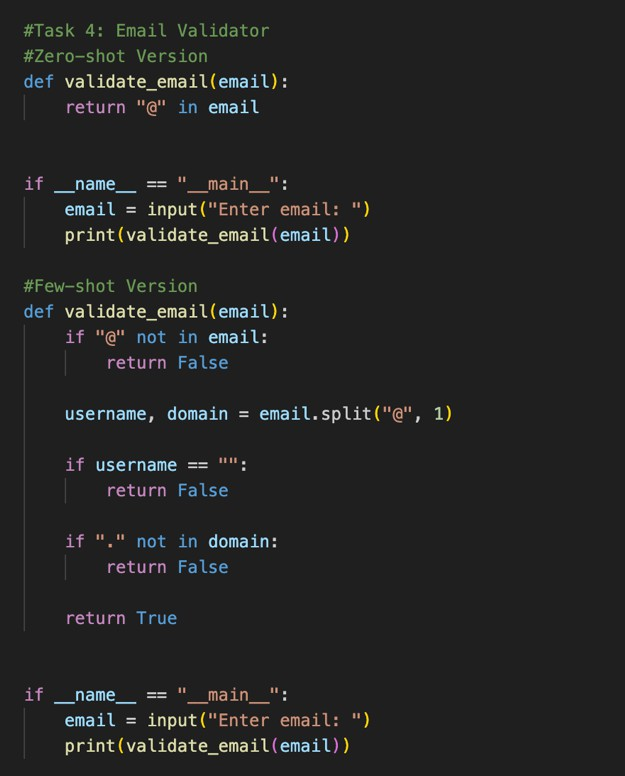 #Task 4: Email Validator
#Zero-shot Version
def validate_email(email):
    return "@" in email


if __name__ == "__main__":
    email = input("Enter email: ")
    print(validate_email(email))

#Few-shot Version
def validate_email(email):
    if "@" not in email:
        return False

    username, domain = email.split("@", 1)

    if username == "":
        return False

    if "." not in domain:
        return False

    return True


if __name__ == "__main__":
    email = input("Enter email: ")
    print(validate_email(email))